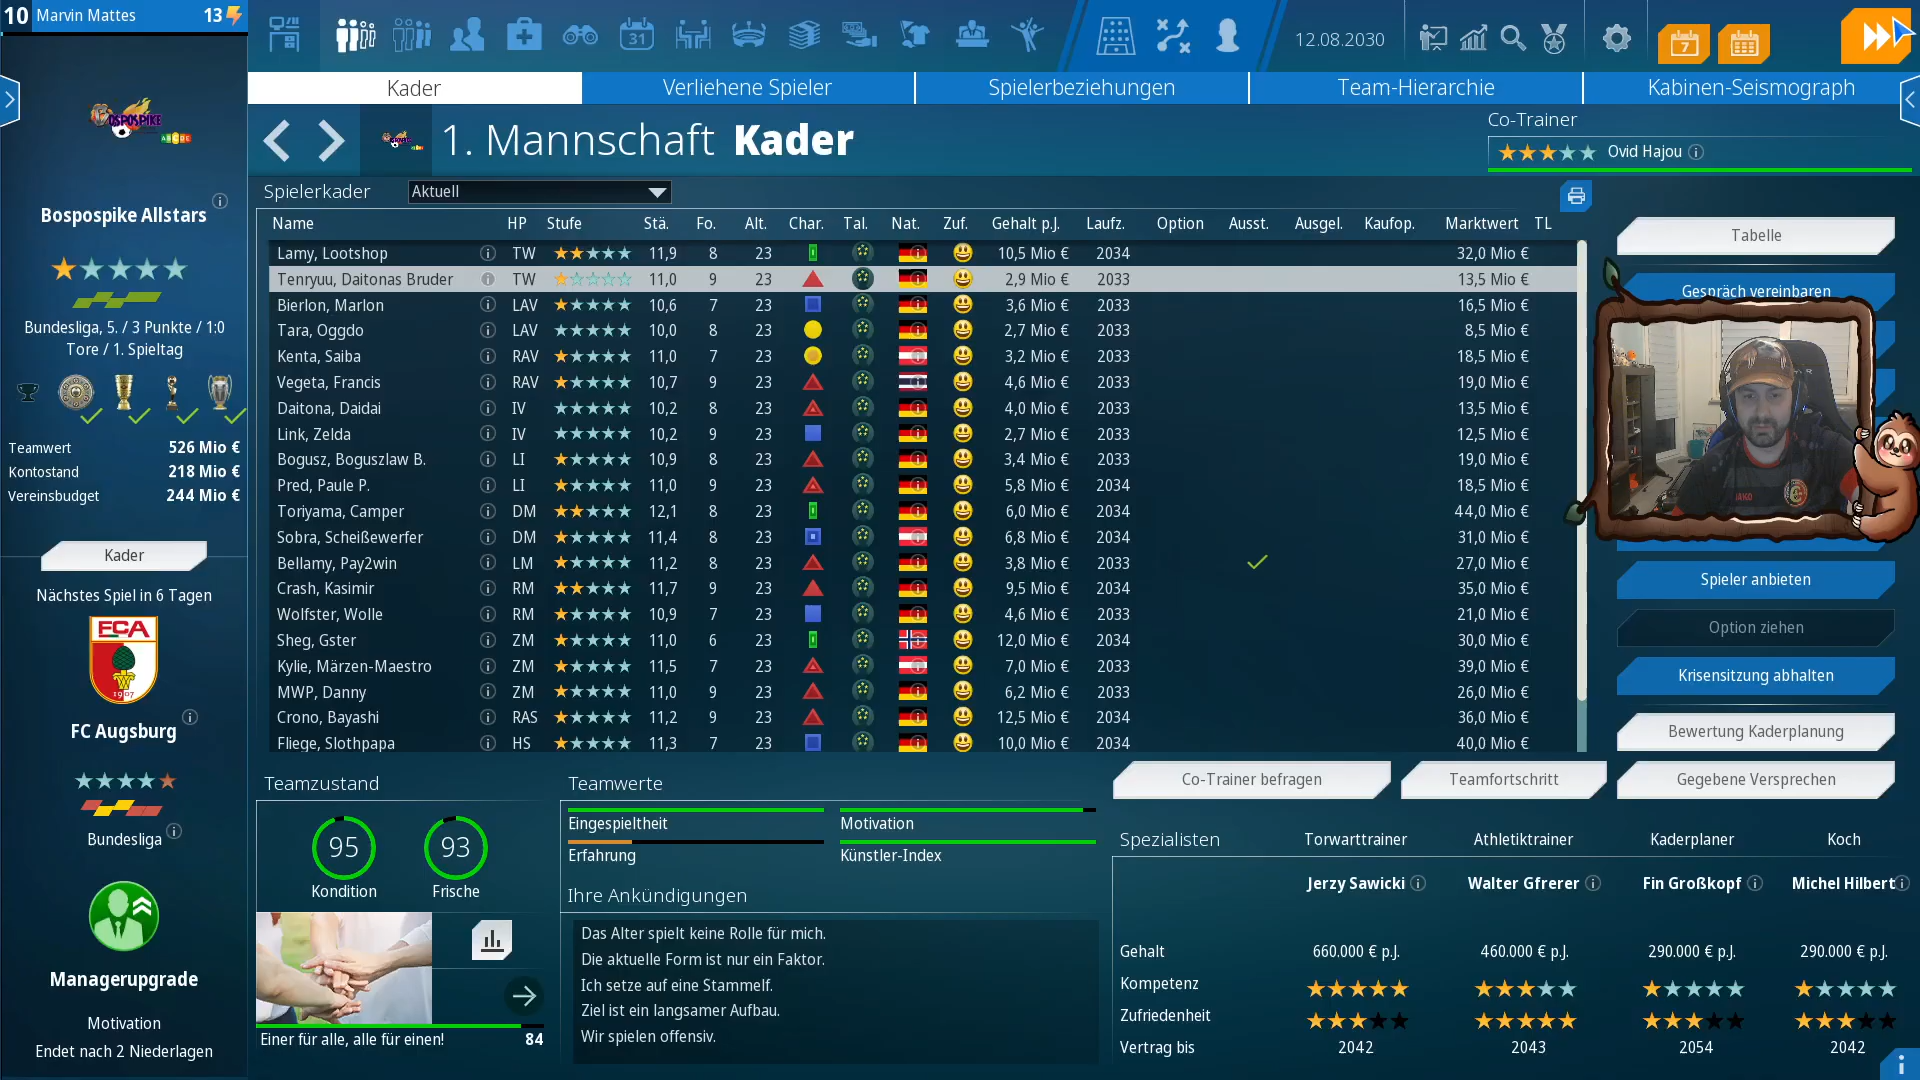 10 Marvin Mattes 13
31
12.08.2030
7
Kader
Verliehene Spieler
Spielerbeziehungen
Team-Hierarchie
Kabinen-Seismograph
1. Mannschaft Kader
Co-Trainer
Ovid Hajou
OSPOSPIKE
ABCDE
Bospospike Allstars
Bundesliga, 5. / 3 Punkte / 1:0
Tore / 1. Spieltag
Teamwert 526 Mio €
Kontostand 218 Mio €
Vereinsbudget 244 Mio €
Kader
Nächstes Spiel in 6 Tagen
FCA
1907
FC Augsburg
Bundesliga
Managerupgrade
Motivation
Endet nach 2 Niederlagen
Spielerkader Aktuell
Name HP Stufe Stä. Fo. Alt. Char. Tal. Nat. Zuf. Gehalt p.J. Laufz. Option Ausst. Ausgel. Kaufop. Marktwert TL
Lamy, Lootshop TW 11,9 8 23 10,5 Mio € 2034 32,0 Mio €
Tenryuu, Daitonas Bruder TW 11,0 9 23 2,9 Mio € 2033 13,5 Mio €
Bierlon, Marlon LAV 10,6 7 23 3,6 Mio € 2033 16,5 Mio €
Tara, Oggdo LAV 10,0 8 23 2,7 Mio € 2033 8,5 Mio €
Kenta, Saiba RAV 11,0 7 23 3,2 Mio € 2033 18,5 Mio €
Vegeta, Francis RAV 10,7 9 23 4,6 Mio € 2033 19,0 Mio €
Daitona, Daidai IV 10,2 8 23 4,0 Mio € 2033 13,5 Mio €
Link, Zelda IV 10,2 9 23 2,7 Mio € 2033 12,5 Mio €
Bogusz, Boguszlaw B. LI 10,9 8 23 3,4 Mio € 2033 19,0 Mio €
Pred, Paule P. LI 11,0 9 23 5,8 Mio € 2034 18,5 Mio €
Toriyama, Camper DM 12,1 8 23 6,0 Mio € 2034 44,0 Mio €
Sobra, Scheißewerfer DM 11,4 8 23 6,8 Mio € 2034 31,0 Mio €
Bellamy, Pay2win LM 11,2 8 23 3,8 Mio € 2033 27,0 Mio €
Crash, Kasimir RM 11,7 9 23 9,5 Mio € 2034 35,0 Mio €
Wolfster, Wolle RM 10,9 7 23 4,6 Mio € 2033 21,0 Mio €
Sheg, Gster ZM 11,0 6 23 12,0 Mio € 2034 30,0 Mio €
Kylie, Märzen-Maestro ZM 11,5 7 23 7,0 Mio € 2033 39,0 Mio €
MWP, Danny ZM 11,0 9 23 6,2 Mio € 2033 26,0 Mio €
Crono, Bayashi RAS 11,2 9 23 12,5 Mio € 2034 36,0 Mio €
Fliege, Slothpapa HS 11,3 7 23 10,0 Mio € 2034 40,0 Mio €
Tabelle
Gespräch vereinbaren
JAKO
Spieler anbieten
Option ziehen
Krisensitzung abhalten
Bewertung Kaderplanung
Gegebene Versprechen
Co-Trainer befragen
Teamfortschritt
Teamzustand
95
Kondition
93
Frische
Einer für alle, alle für einen! 84
Teamwerte
Eingespieltheit
Motivation
Erfahrung
Künstler-Index
Ihre Ankündigungen
Das Alter spielt keine Rolle für mich.
Die aktuelle Form ist nur ein Faktor.
Ich setze auf eine Stammelf.
Ziel ist ein langsamer Aufbau.
Wir spielen offensiv.
Spezialisten Torwarttrainer Athletiktrainer Kaderplaner Koch
Jerzy Sawicki Walter Gfrerer Fin Großkopf Michel Hilbert
Gehalt 660.000 € p.J. 460.000 € p.J. 290.000 € p.J. 290.000 € p.J.
Kompetenz
Zufriedenheit
Vertrag bis 2042 2043 2054 2042